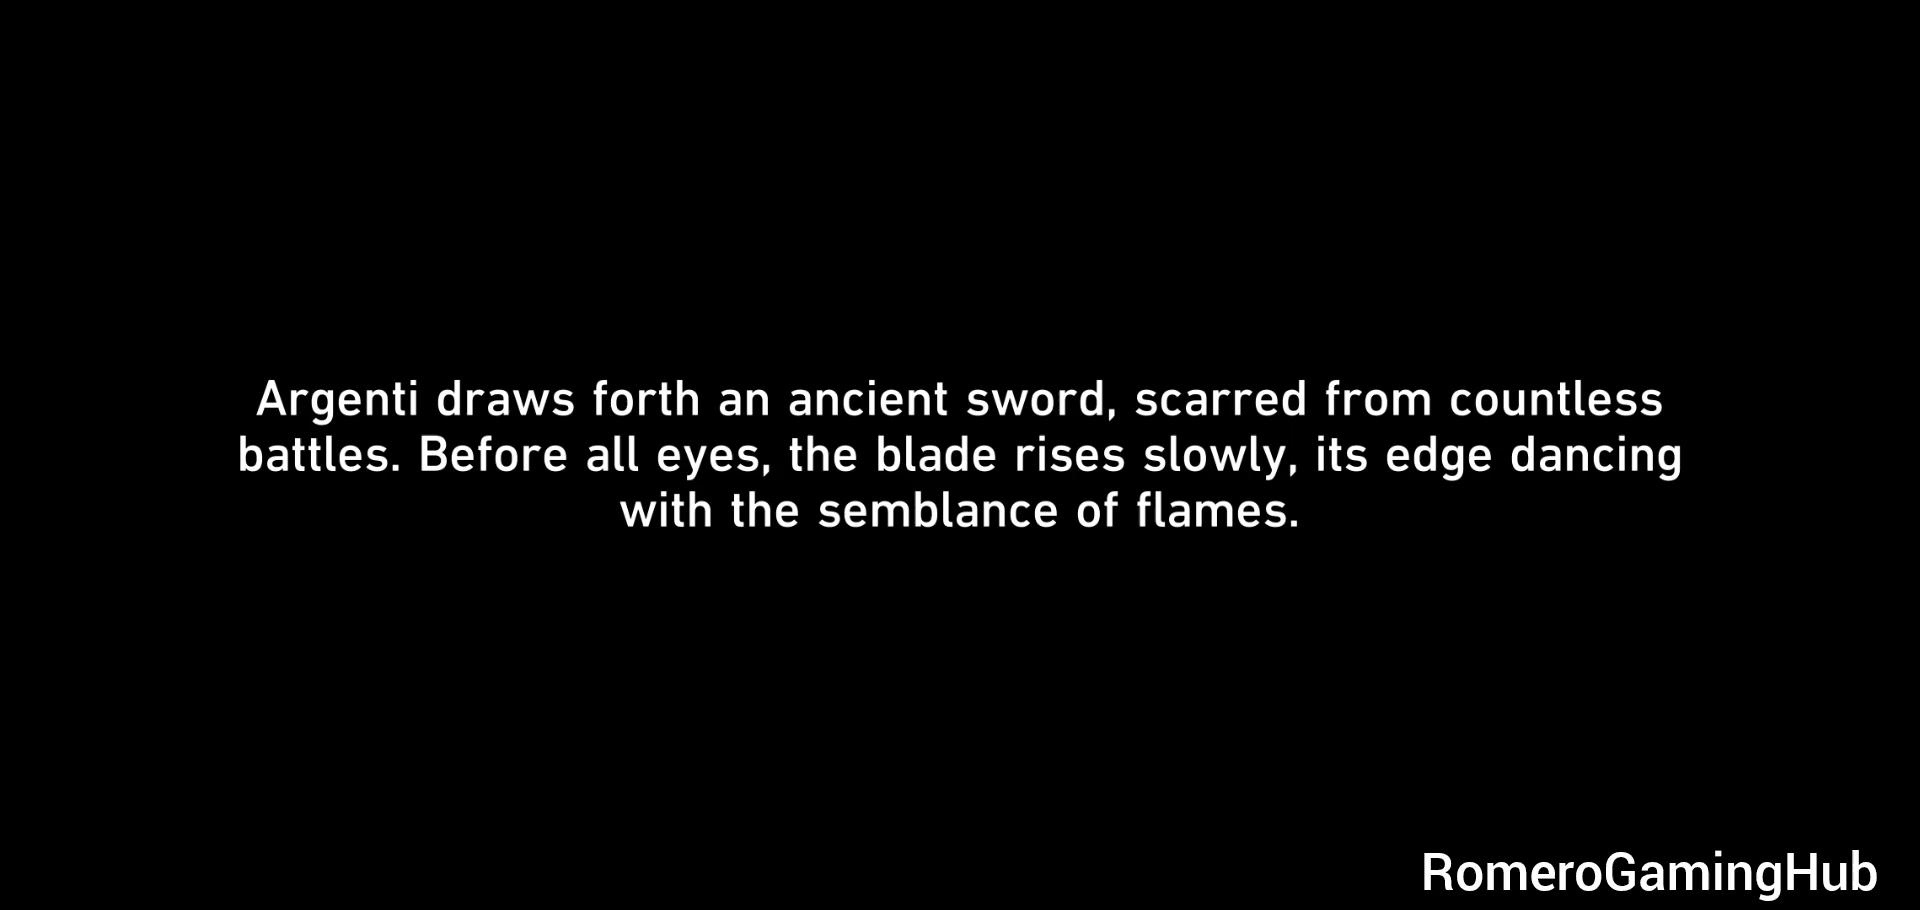 Argenti draws forth an ancient sword, scarred from countless
battles. Before all eyes, the blade rises slowly, its edge dancing
with the semblance of flames.
RomeroGamingHub